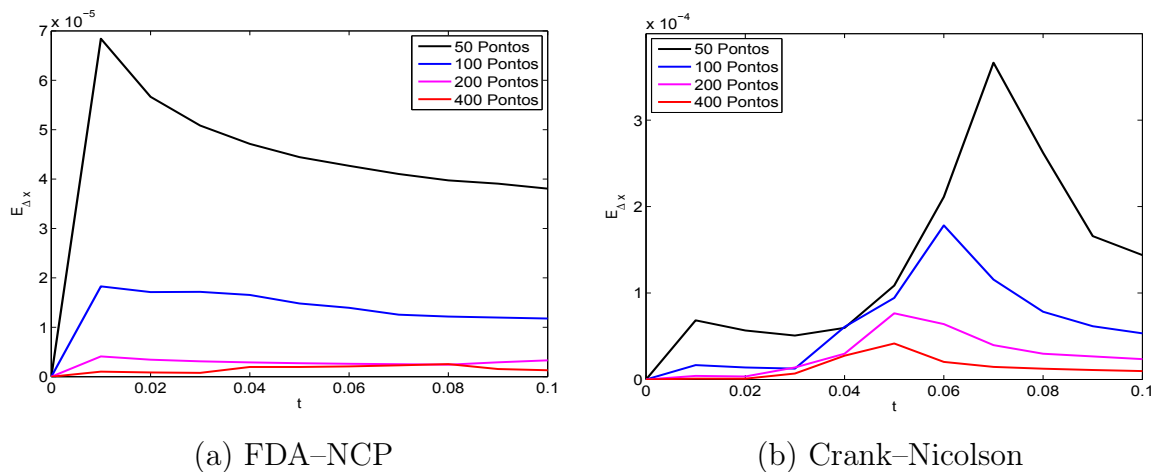 x 10⁻⁵
7
6
5
4
3
2
1
0
0
0.02
0.04
0.06
0.08
0.1
E Δ x
t
50 Pontos
100 Pontos
200 Pontos
400 Pontos
(a) FDA–NCP
x 10⁻⁴
3
2
1
0
0
0.02
0.04
0.06
0.08
0.1
E Δ x
t
50 Pontos
100 Pontos
200 Pontos
400 Pontos
(b) Crank–Nicolson